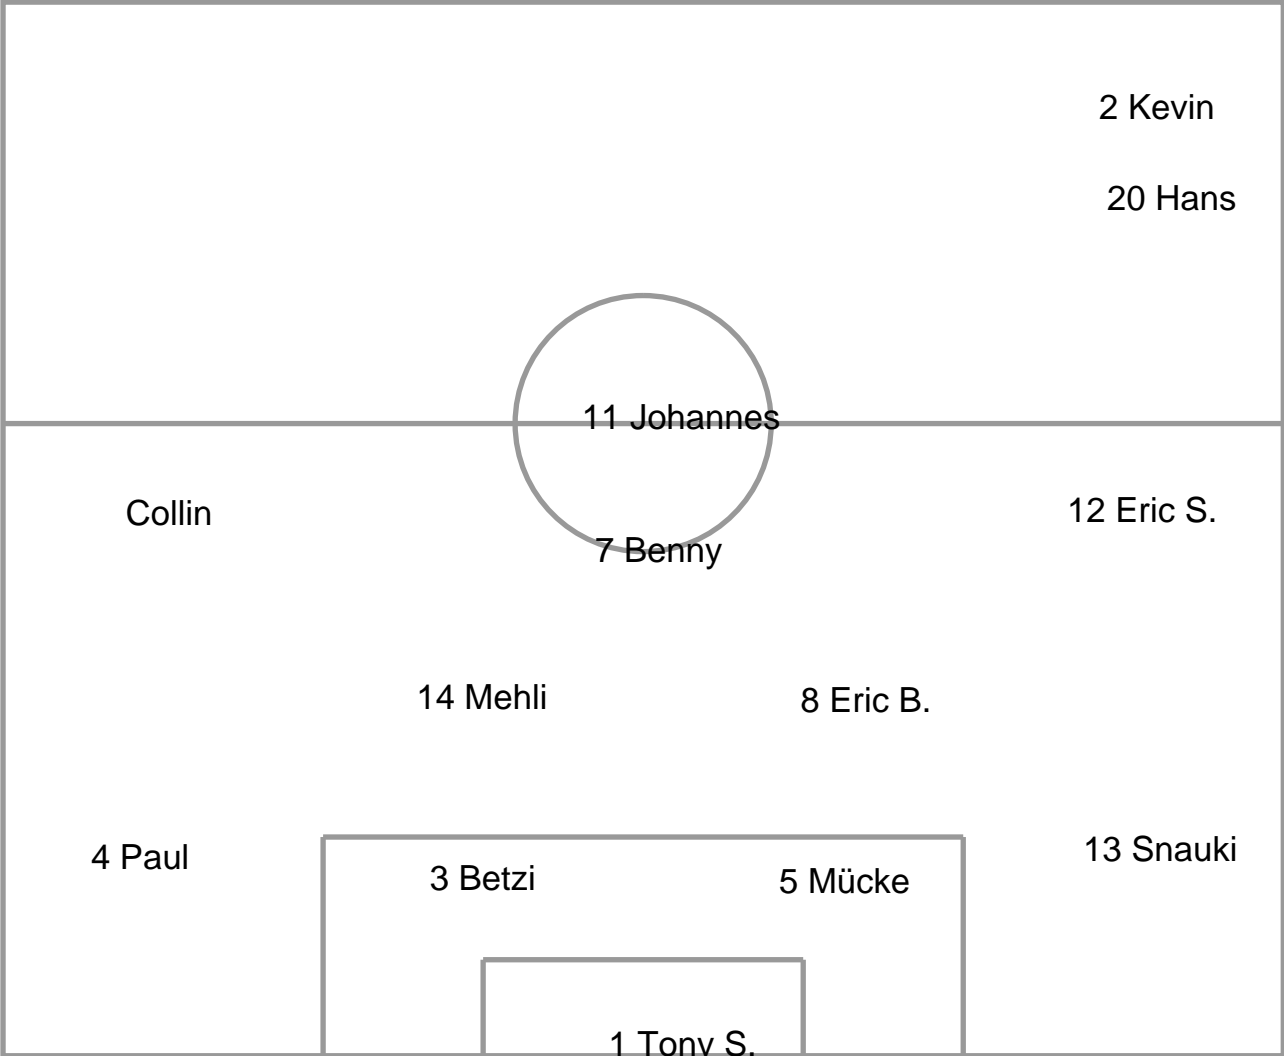 2 Kevin
20 Hans
11 Johannes
Collin
12 Eric S.
7 Benny
14 Mehli
8 Eric B.
4 Paul
13 Snauki
3 Betzi
5 Mücke
1 Tony S.